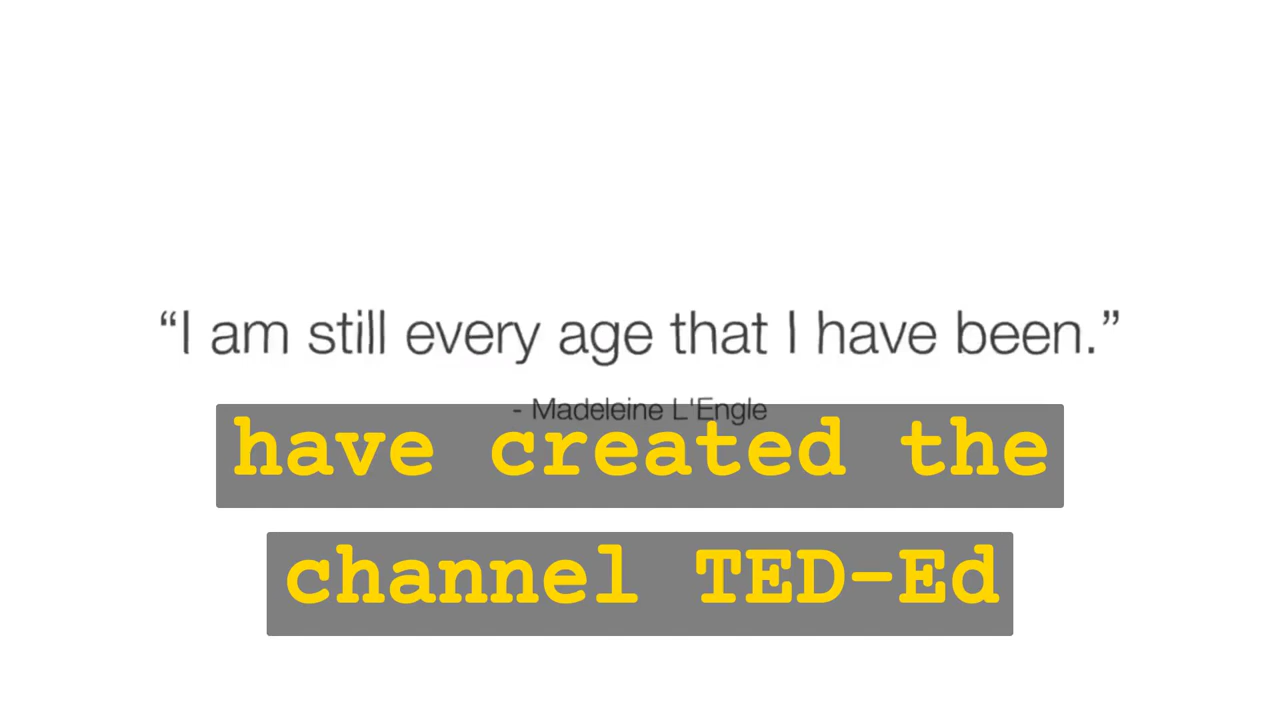 “I am still every age that I have been.”
- Madeleine L'Engle
have created the
channel TED-Ed